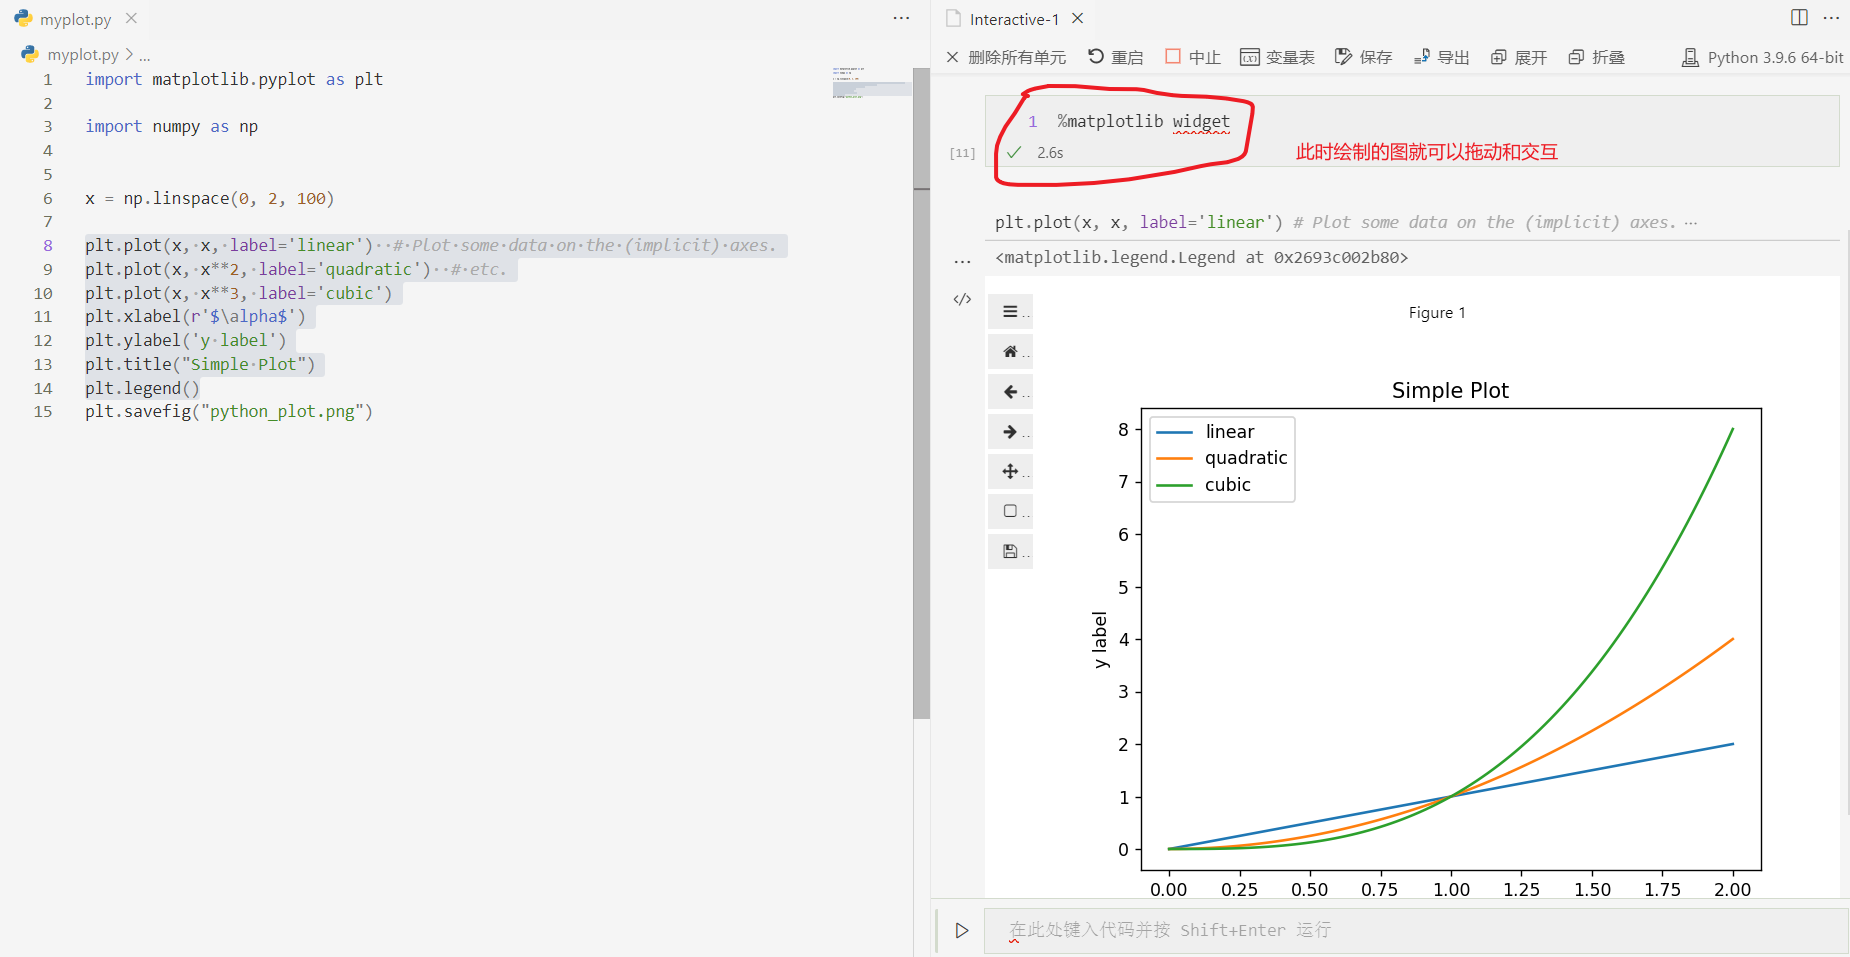 myplot.py
myplot.py > ...
1 import matplotlib.pyplot as plt
2
3 import numpy as np
4
5
6 x = np.linspace(0, 2, 100)
7
8 plt.plot(x, x, label='linear')  # Plot some data on the (implicit) axes.
9 plt.plot(x, x**2, label='quadratic')  # etc.
10 plt.plot(x, x**3, label='cubic')
11 plt.xlabel(r'$\alpha$')
12 plt.ylabel('y label')
13 plt.title("Simple Plot")
14 plt.legend()
15 plt.savefig("python_plot.png")
Interactive-1
删除所有单元 重启 中止 变量表 保存 导出 展开 折叠 Python 3.9.6 64-bit
1 %matplotlib widget
[11] 2.6s
此时绘制的图就可以拖动和交互
plt.plot(x, x, label='linear') # Plot some data on the (implicit) axes. ...
<matplotlib.legend.Legend at 0x2693c002b80>
Figure 1
Simple Plot
linear
quadratic
cubic
8
7
6
5
4
3
2
1
0
y label
0.00 0.25 0.50 0.75 1.00 1.25 1.50 1.75 2.00
在此处键入代码并按 Shift+Enter 运行